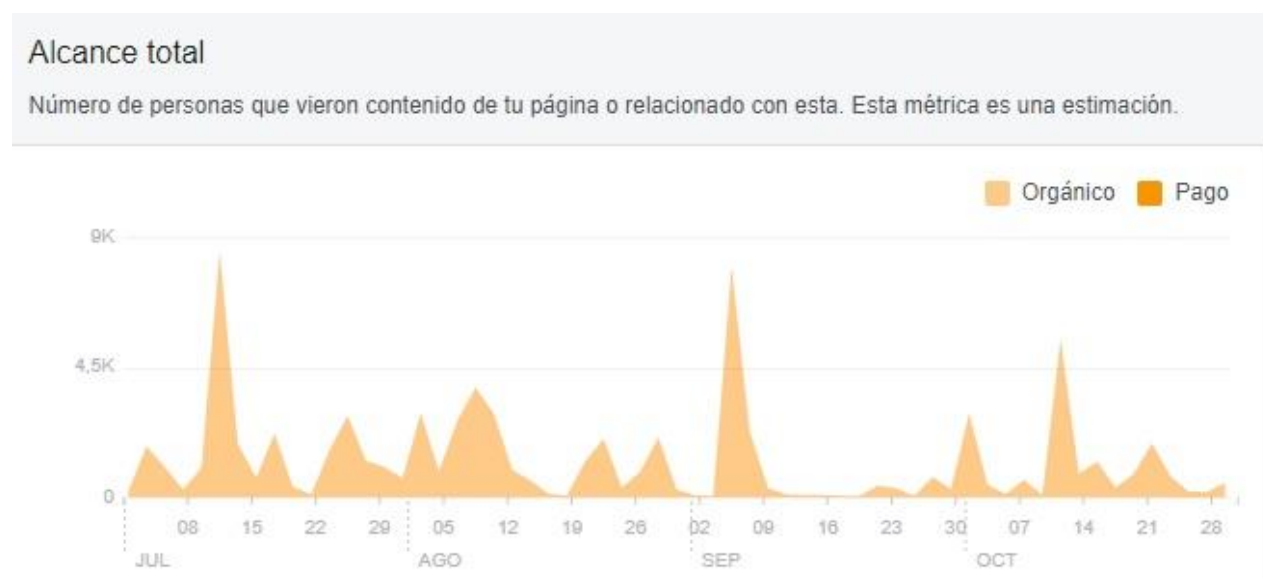 Alcance total
Número de personas que vieron contenido de tu página o relacionado con esta. Esta métrica es una estimación.
Orgánico Pago
9K
4,5K
0
08 15 22 29 05 12 19 26 02 09 16 23 30 07 14 21 28
JUL AGO SEP OCT